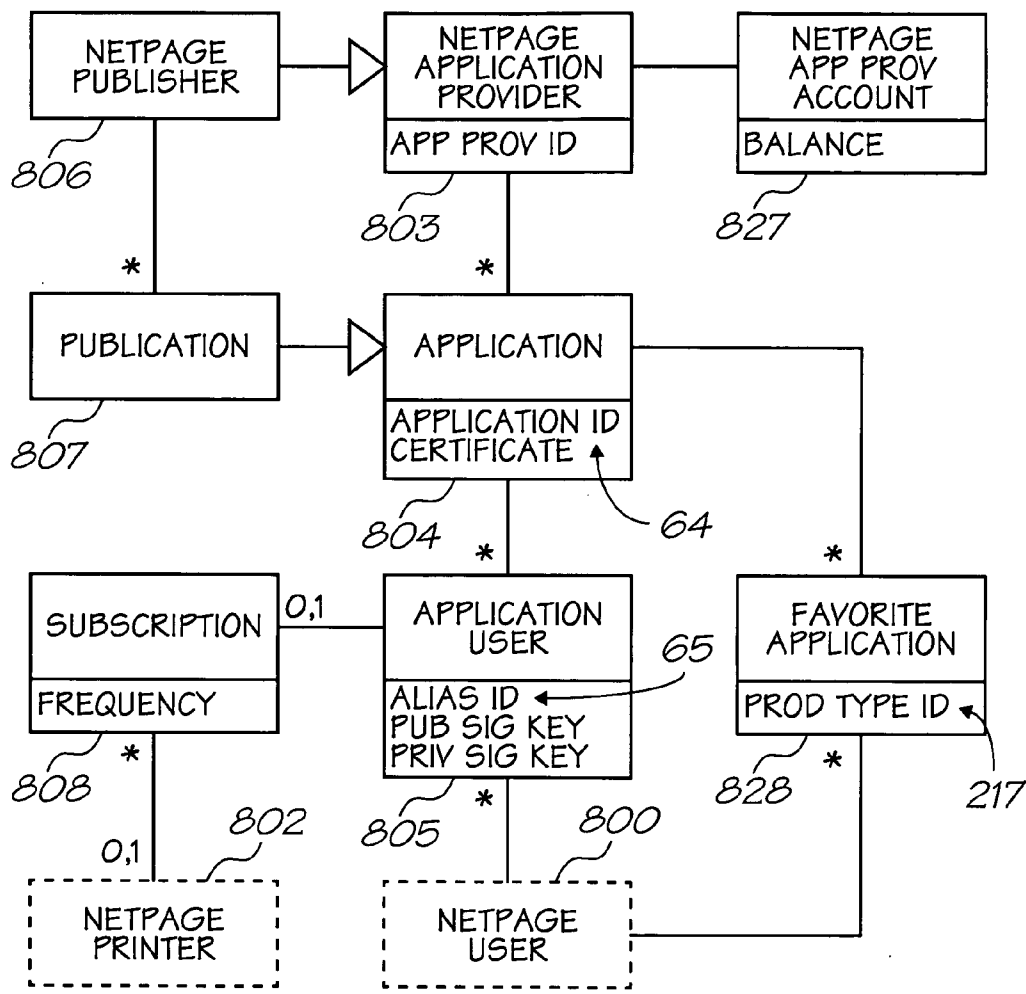 NETPAGE
PUBLISHER
806
NETPAGE
APPLICATION
PROVIDER
APP PROV ID
803
NETPAGE
APP PROV
ACCOUNT
BALANCE
827
*
*
PUBLICATION
807
APPLICATION
APPLICATION ID
CERTIFICATE
804
64
*
*
SUBSCRIPTION
FREQUENCY
808
0,1
APPLICATION
USER
ALIAS ID
PUB SIG KEY
PRIV SIG KEY
805
65
FAVORITE
APPLICATION
PROD TYPE ID
828
217
*
*
*
0,1
802
NETPAGE
PRINTER
800
NETPAGE
USER